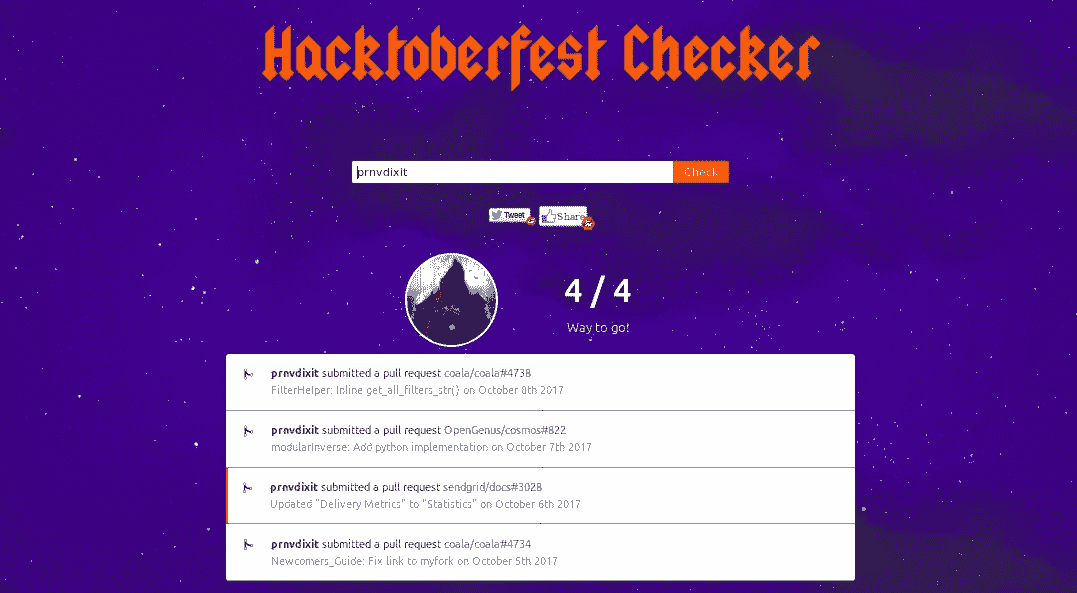 Hacktoberfest Checker
prnvdixit
Check
Tweet
Share
4 / 4
Way to go!
prnvdixit submitted a pull request coala/coala#4738
FilterHelper: Inline get_all_filters_str() on October 8th 2017
prnvdixit submitted a pull request OpenGenus/cosmos#822
modularInverse: Add python implementation on October 7th 2017
prnvdixit submitted a pull request sendgrid/docs#3028
Updated "Delivery Metrics" to "Statistics" on October 6th 2017
prnvdixit submitted a pull request coala/coala#4734
Newcomers_Guide: Fix link to myfork on October 5th 2017